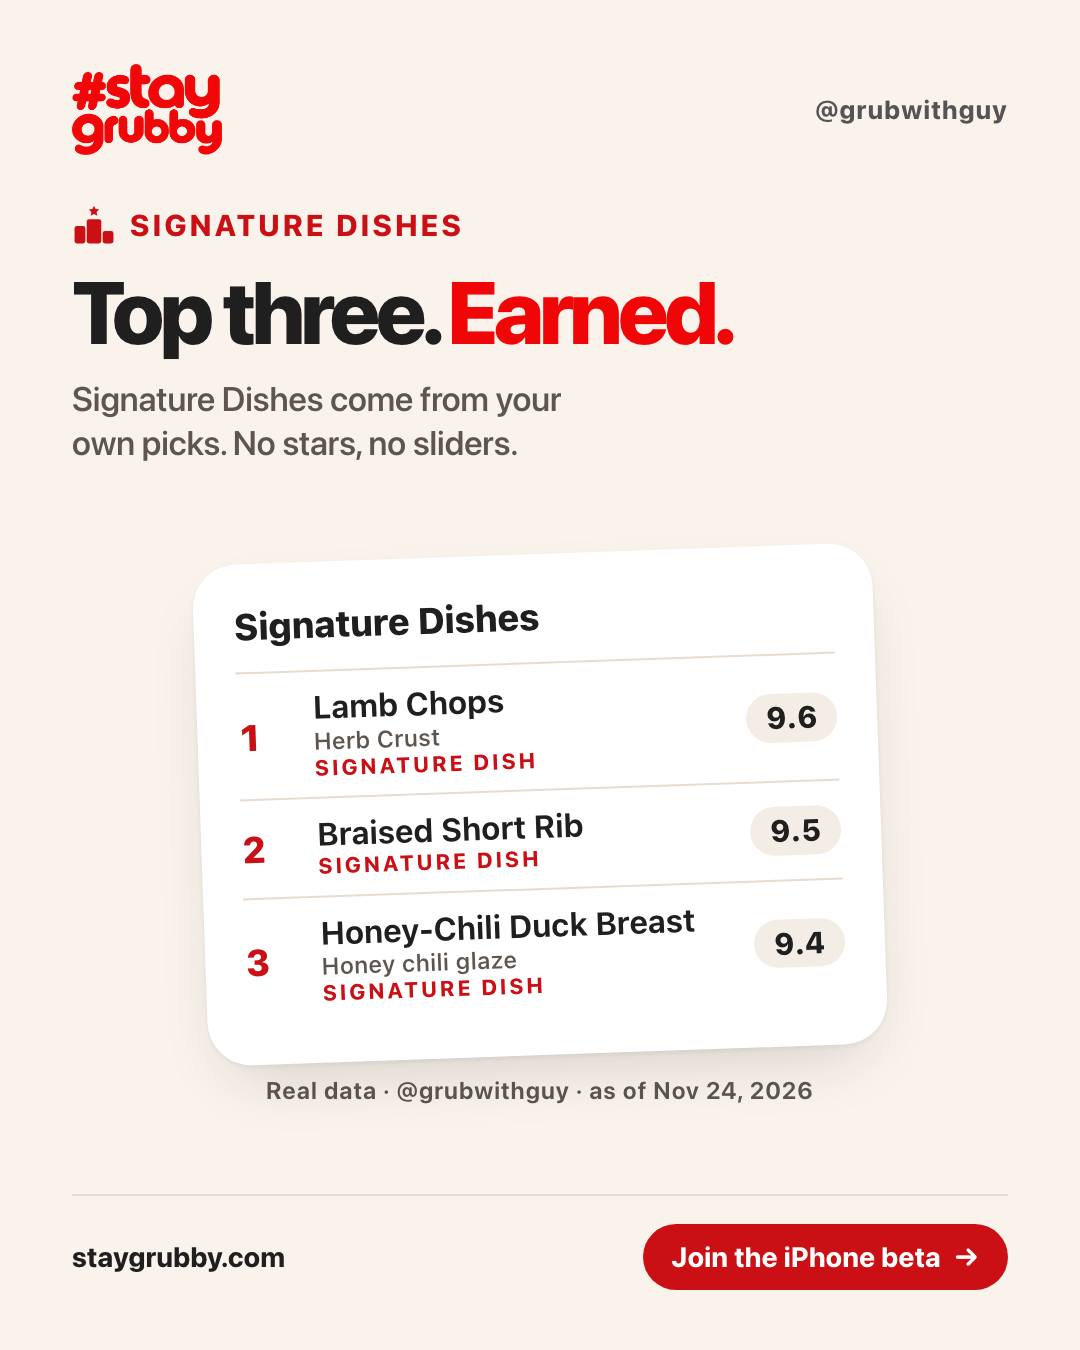 #stay
grubby
@grubwithguy
SIGNATURE DISHES
Top three. Earned.
Signature Dishes come from your
own picks. No stars, no sliders.
Signature Dishes
1
Lamb Chops
Herb Crust
SIGNATURE DISH
9.6
2
Braised Short Rib
SIGNATURE DISH
9.5
3
Honey-Chili Duck Breast
Honey chili glaze
SIGNATURE DISH
9.4
Real data · @grubwithguy · as of Nov 24, 2026
staygrubby.com
Join the iPhone beta →